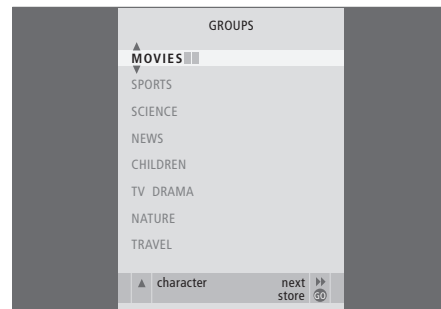 GROUPS
MOVIES
SPORTS
SCIENCE
NEWS
CHILDREN
TV DRAMA
NATURE
TRAVEL
character next
store GO